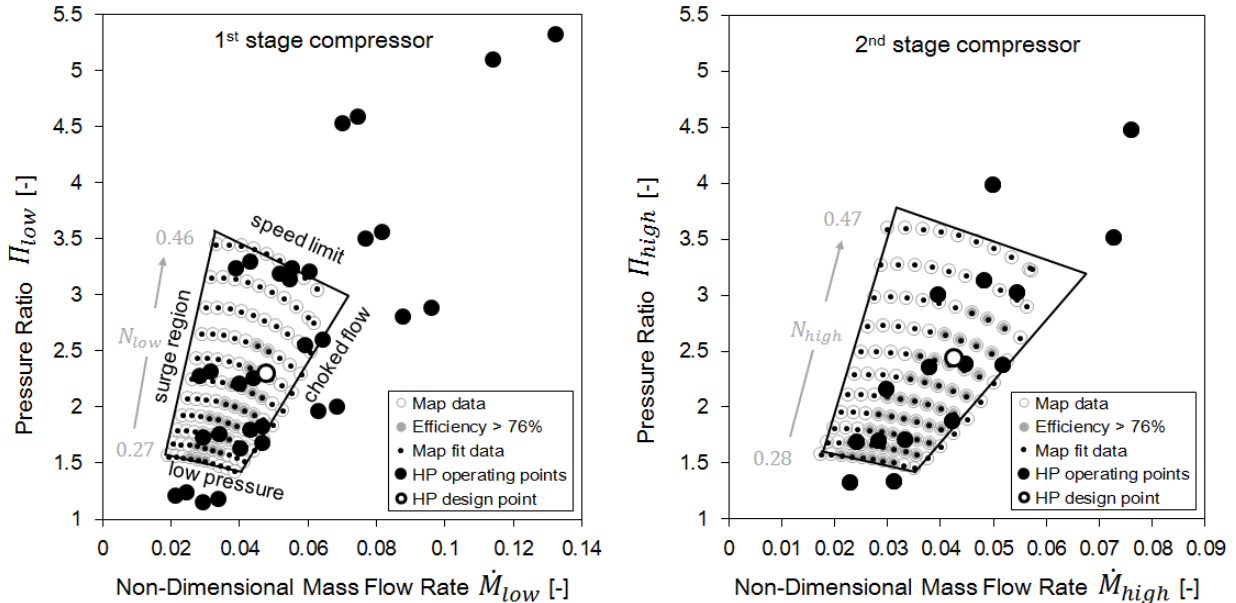 1st stage compressor
5.5
5
4.5
4
3.5
3
2.5
2
1.5
1
Pressure Ratio Π_low [-]
0.46
N_low
0.27
surge region
speed limit
choked flow
low pressure
Map data
Efficiency > 76%
Map fit data
HP operating points
HP design point
0 0.02 0.04 0.06 0.08 0.1 0.12 0.14
Non-Dimensional Mass Flow Rate Ṁ_low [-]
2nd stage compressor
5.5
5
4.5
4
3.5
3
2.5
2
1.5
1
Pressure Ratio Π_high [-]
0.47
N_high
0.28
Map data
Efficiency > 76%
Map fit data
HP operating points
HP design point
0 0.01 0.02 0.03 0.04 0.05 0.06 0.07 0.08 0.09
Non-Dimensional Mass Flow Rate Ṁ_high [-]